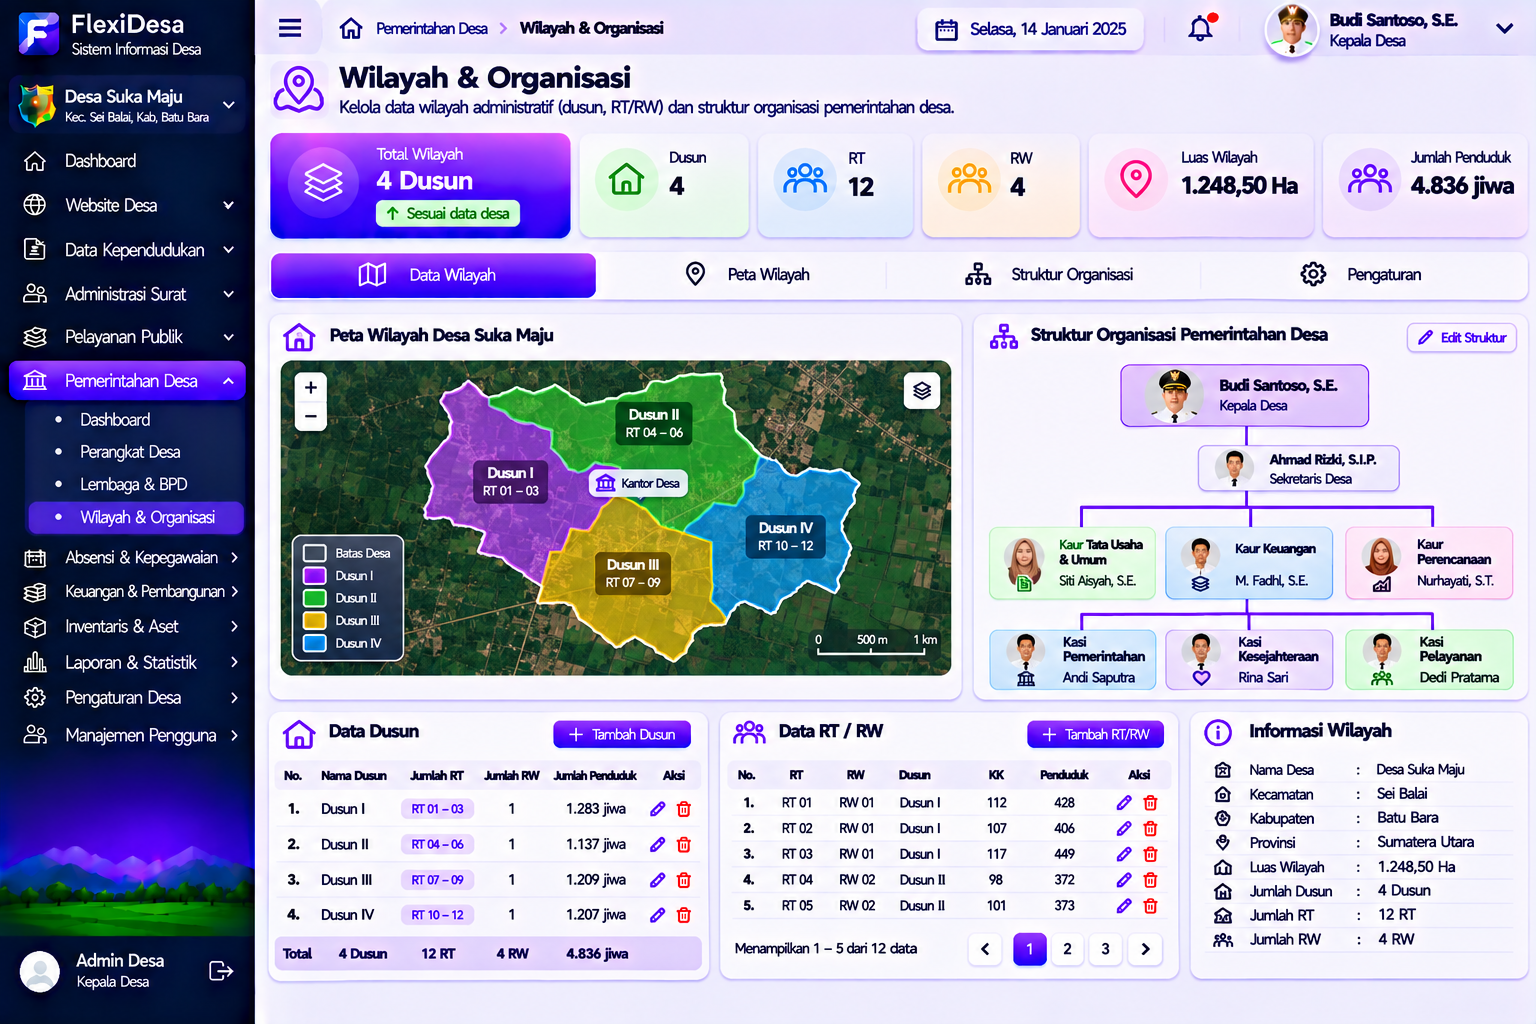 FlexiDesa
Sistem Informasi Desa
Desa Suka Maju
Kec. Sei Balai, Kab, Batu Bara
Dashboard
Website Desa
Data Kependudukan
Administrasi Surat
Pelayanan Publik
Pemerintahan Desa
Dashboard
Perangkat Desa
Lembaga & BPD
Wilayah & Organisasi
Absensi & Kepegawaian
Keuangan & Pembangunan
Inventaris & Aset
Laporan & Statistik
Pengaturan Desa
Manajemen Pengguna
Admin Desa
Kepala Desa
Pemerintahan Desa > Wilayah & Organisasi
Selasa, 14 Januari 2025
Budi Santoso, S.E.
Kepala Desa
Wilayah & Organisasi
Kelola data wilayah administratif (dusun, RT/RW) dan struktur organisasi pemerintahan desa.
Total Wilayah
4 Dusun
↑ Sesuai data desa
Dusun
4
RT
12
RW
4
Luas Wilayah
1.248,50 Ha
Jumlah Penduduk
4.836 jiwa
Data Wilayah
Peta Wilayah
Struktur Organisasi
Pengaturan
Peta Wilayah Desa Suka Maju
+
−
Dusun II
RT 04 – 06
Dusun I
RT 01 – 03
Kantor Desa
Dusun IV
RT 10 – 12
Dusun III
RT 07 – 09
Batas Desa
Dusun I
Dusun II
Dusun III
Dusun IV
0 500 m 1 km
Struktur Organisasi Pemerintahan Desa
Edit Struktur
Budi Santoso, S.E.
Kepala Desa
Ahmad Rizki, S.I.P.
Sekretaris Desa
Kaur Tata Usaha
& Umum
Siti Aisyah, S.E.
Kaur Keuangan
M. Fadhl, S.E.
Kaur
Perencanaan
Nurhayati, S.T.
Kasi
Pemerintahan
Andi Saputra
Kasi
Kesejahteraan
Rina Sari
Kasi
Pelayanan
Dedi Pratama
Data Dusun
+ Tambah Dusun
No. Nama Dusun Jumlah RT Jumlah RW Jumlah Penduduk Aksi
1. Dusun I RT 01 – 03 1 1.283 jiwa
2. Dusun II RT 04 – 06 1 1.137 jiwa
3. Dusun III RT 07 – 09 1 1.209 jiwa
4. Dusun IV RT 10 – 12 1 1.207 jiwa
Total 4 Dusun 12 RT 4 RW 4.836 jiwa
Data RT / RW
+ Tambah RT/RW
No. RT RW Dusun KK Penduduk Aksi
1. RT 01 RW 01 Dusun I 112 428
2. RT 02 RW 01 Dusun I 107 406
3. RT 03 RW 01 Dusun I 117 449
4. RT 04 RW 02 Dusun II 98 372
5. RT 05 RW 02 Dusun II 101 373
Menampilkan 1 – 5 dari 12 data
< 1 2 3 >
Informasi Wilayah
Nama Desa : Desa Suka Maju
Kecamatan : Sei Balai
Kabupaten : Batu Bara
Provinsi : Sumatera Utara
Luas Wilayah : 1.248,50 Ha
Jumlah Dusun : 4 Dusun
Jumlah RT : 12 RT
Jumlah RW : 4 RW